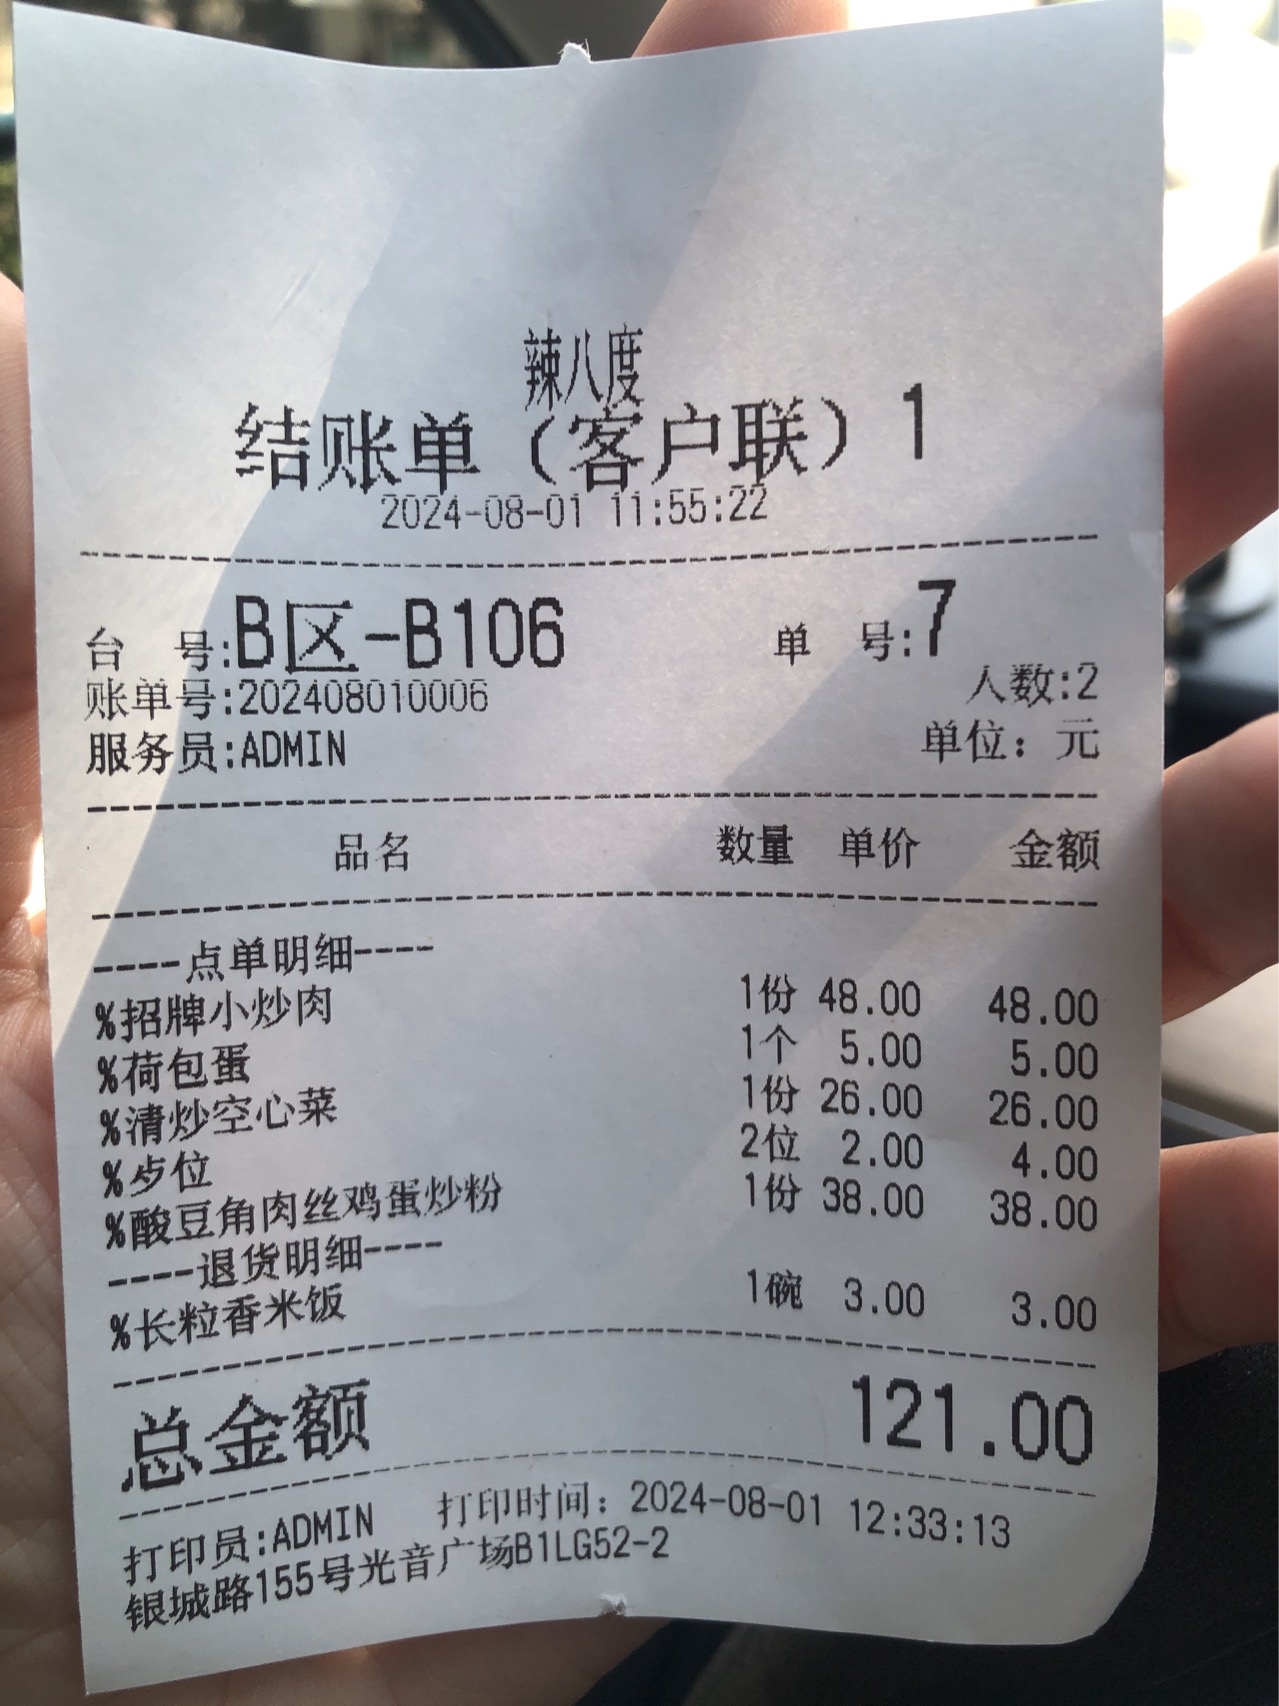 辣八度
结账单（客户联）1
2024-08-01 11:55:22
台 号:B区-B106 单 号:7
账单号:202408010006 人数:2
服务员:ADMIN 单位：元
品名 数量 单价 金额
----点单明细----
%招牌小炒肉 1份 48.00 48.00
%荷包蛋 1个 5.00 5.00
%清炒空心菜 1份 26.00 26.00
%歺位 2位 2.00 4.00
%酸豆角肉丝鸡蛋炒粉 1份 38.00 38.00
----退货明细----
%长粒香米饭 1碗 3.00 3.00
总金额 121.00
打印员:ADMIN 打印时间：2024-08-01 12:33:13
银城路155号光音广场B1LG52-2